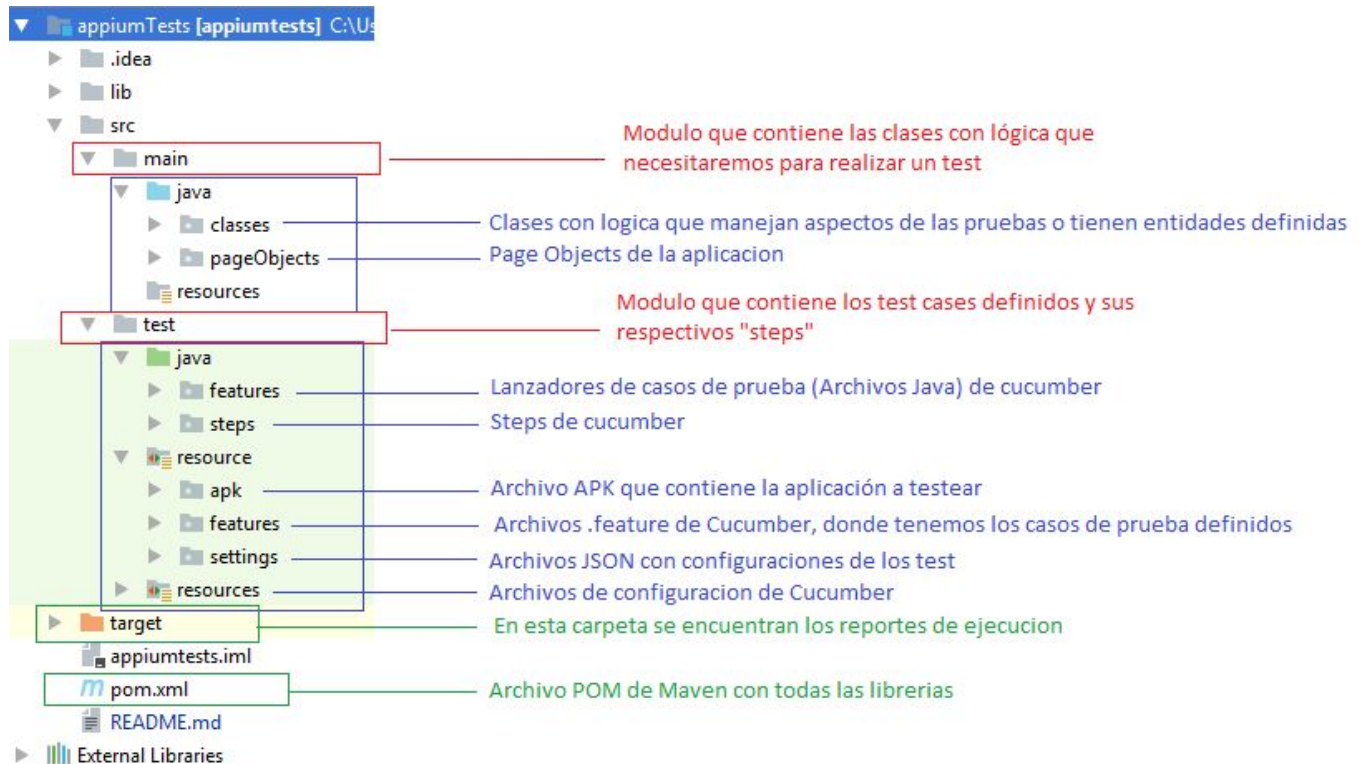 appiumTests [appiumtests] C:\Us
.idea
lib
src
main
Modulo que contiene las clases con lógica que
necesitaremos para realizar un test
java
classes
Clases con logica que manejan aspectos de las pruebas o tienen entidades definidas
pageObjects
Page Objects de la aplicacion
resources
Modulo que contiene los test cases definidos y sus
respectivos "steps"
test
java
features
Lanzadores de casos de prueba (Archivos Java) de cucumber
steps
Steps de cucumber
resource
apk
Archivo APK que contiene la aplicación a testear
features
Archivos .feature de Cucumber, donde tenemos los casos de prueba definidos
settings
Archivos JSON con configuraciones de los test
resources
Archivos de configuracion de Cucumber
target
En esta carpeta se encuentran los reportes de ejecucion
appiumtests.iml
m pom.xml
Archivo POM de Maven con todas las librerias
README.md
External Libraries